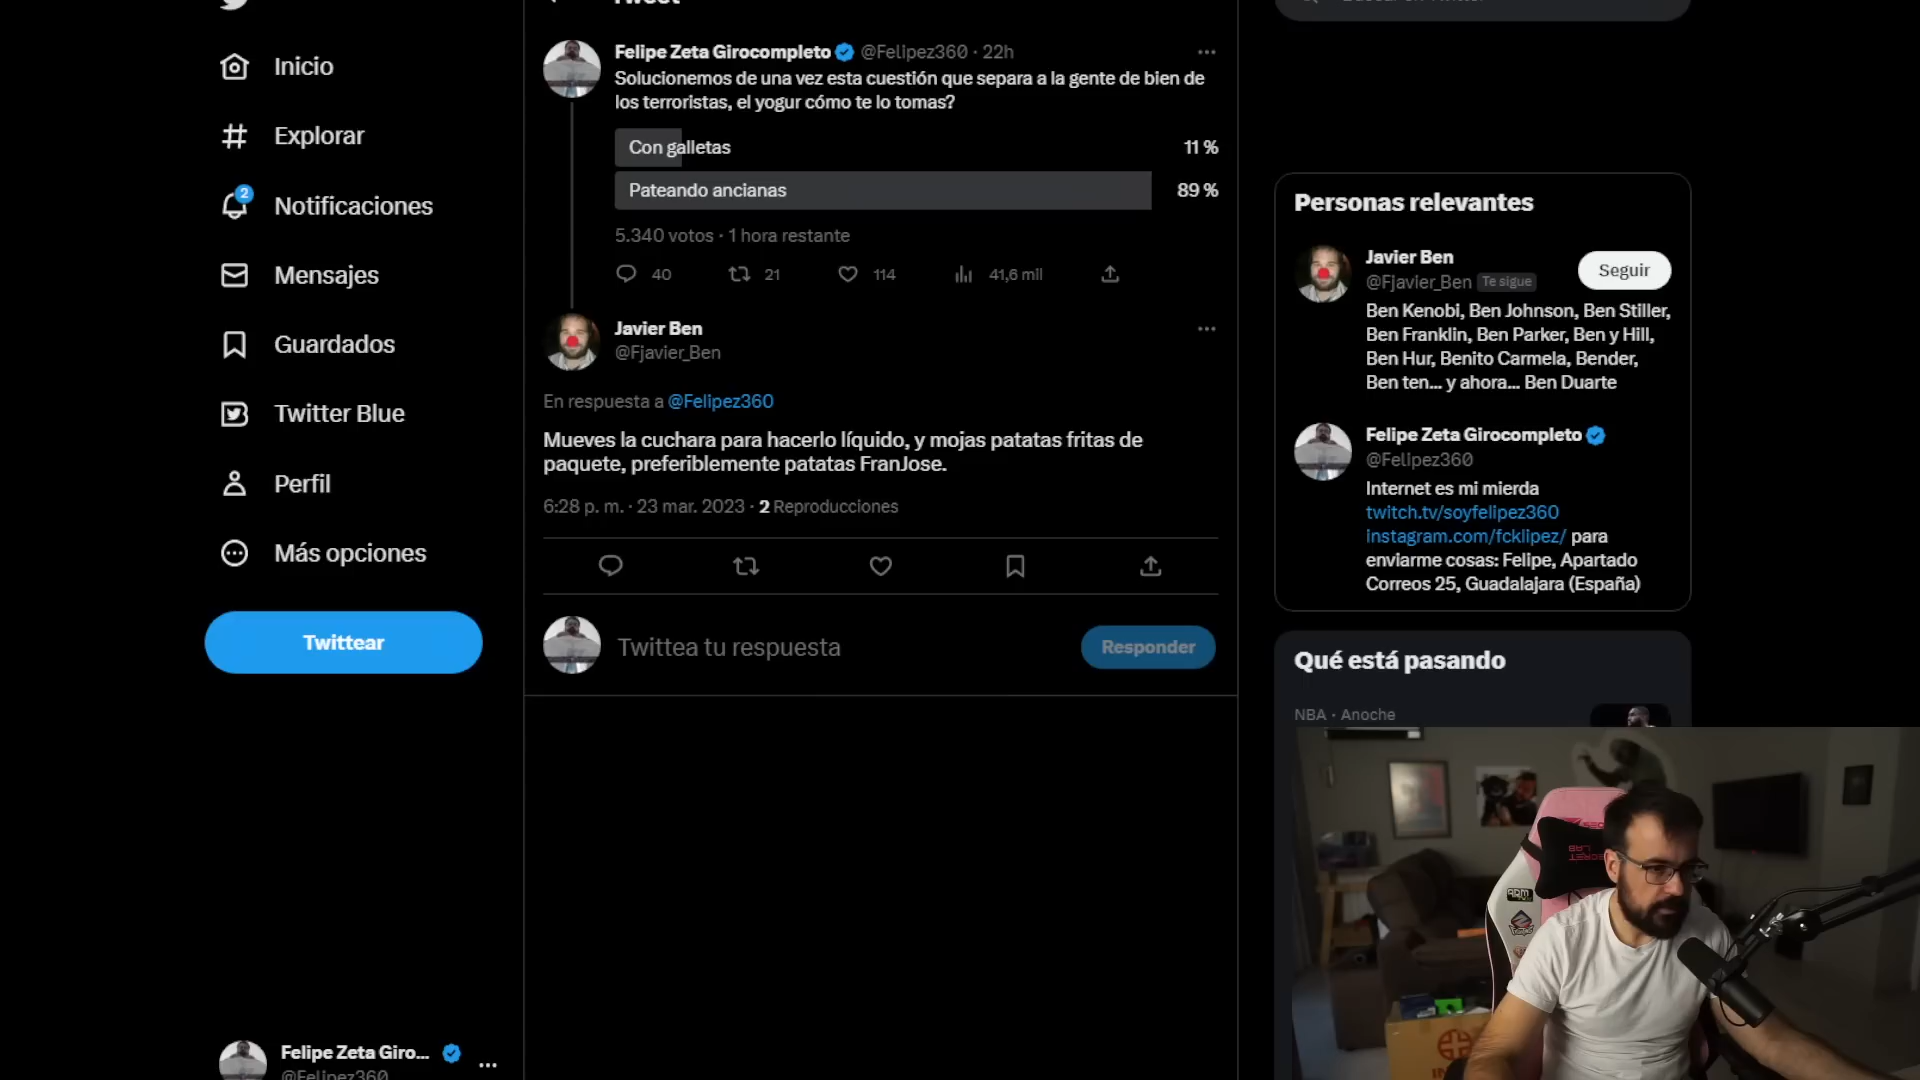 Tweet
Inicio
Explorar
2
Notificaciones
Mensajes
Guardados
Twitter Blue
Perfil
Más opciones
Twittear
Felipe Zeta Giro...
@Felipez360
Felipe Zeta Girocompleto @Felipez360 · 22h
Solucionemos de una vez esta cuestión que separa a la gente de bien de
los terroristas, el yogur cómo te lo tomas?
Con galletas 11 %
Pateando ancianas 89 %
5.340 votos · 1 hora restante
40 21 114 41,6 mil
Javier Ben
@Fjavier_Ben
En respuesta a @Felipez360
Mueves la cuchara para hacerlo líquido, y mojas patatas fritas de
paquete, preferiblemente patatas FranJose.
6:28 p. m. · 23 mar. 2023 · 2 Reproducciones
Twittea tu respuesta
Responder
Buscar en Twitter
Personas relevantes
Javier Ben
@Fjavier_Ben Te sigue
Seguir
Ben Kenobi, Ben Johnson, Ben Stiller,
Ben Franklin, Ben Parker, Ben y Hill,
Ben Hur, Benito Carmela, Bender,
Ben ten... y ahora... Ben Duarte
Felipe Zeta Girocompleto
@Felipez360
Internet es mi mierda
twitch.tv/soyfelipez360
instagram.com/fcklipez/ para
enviarme cosas: Felipe, Apartado
Correos 25, Guadalajara (España)
Qué está pasando
NBA · Anoche